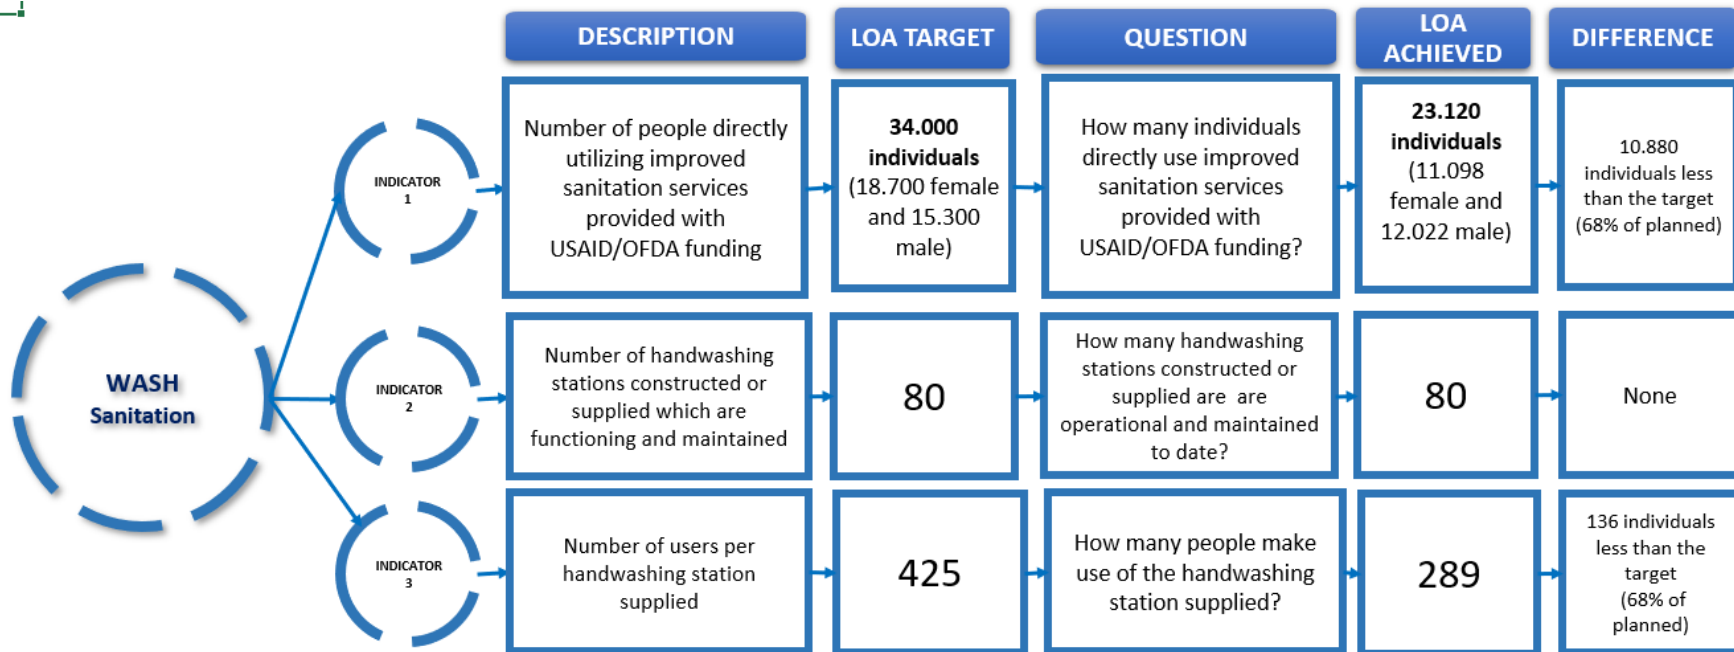 DESCRIPTION
LOA TARGET
QUESTION
LOA
ACHIEVED
DIFFERENCE
WASH
Sanitation
INDICATOR
1
Number of people directly
utilizing improved
sanitation services
provided with
USAID/OFDA funding
34.000
individuals
(18.700 female
and 15.300
male)
How many individuals
directly use improved
sanitation services
provided with
USAID/OFDA funding?
23.120
individuals
(11.098
female and
12.022 male)
10.880
individuals less
than the target
(68% of planned)
INDICATOR
2
Number of handwashing
stations constructed or
supplied which are
functioning and maintained
80
How many handwashing
stations constructed or
supplied are are
operational and maintained
to date?
80
None
INDICATOR
3
Number of users per
handwashing station
supplied
425
How many people make
use of the handwashing
station supplied?
289
136 individuals
less than the
target
(68% of
planned)